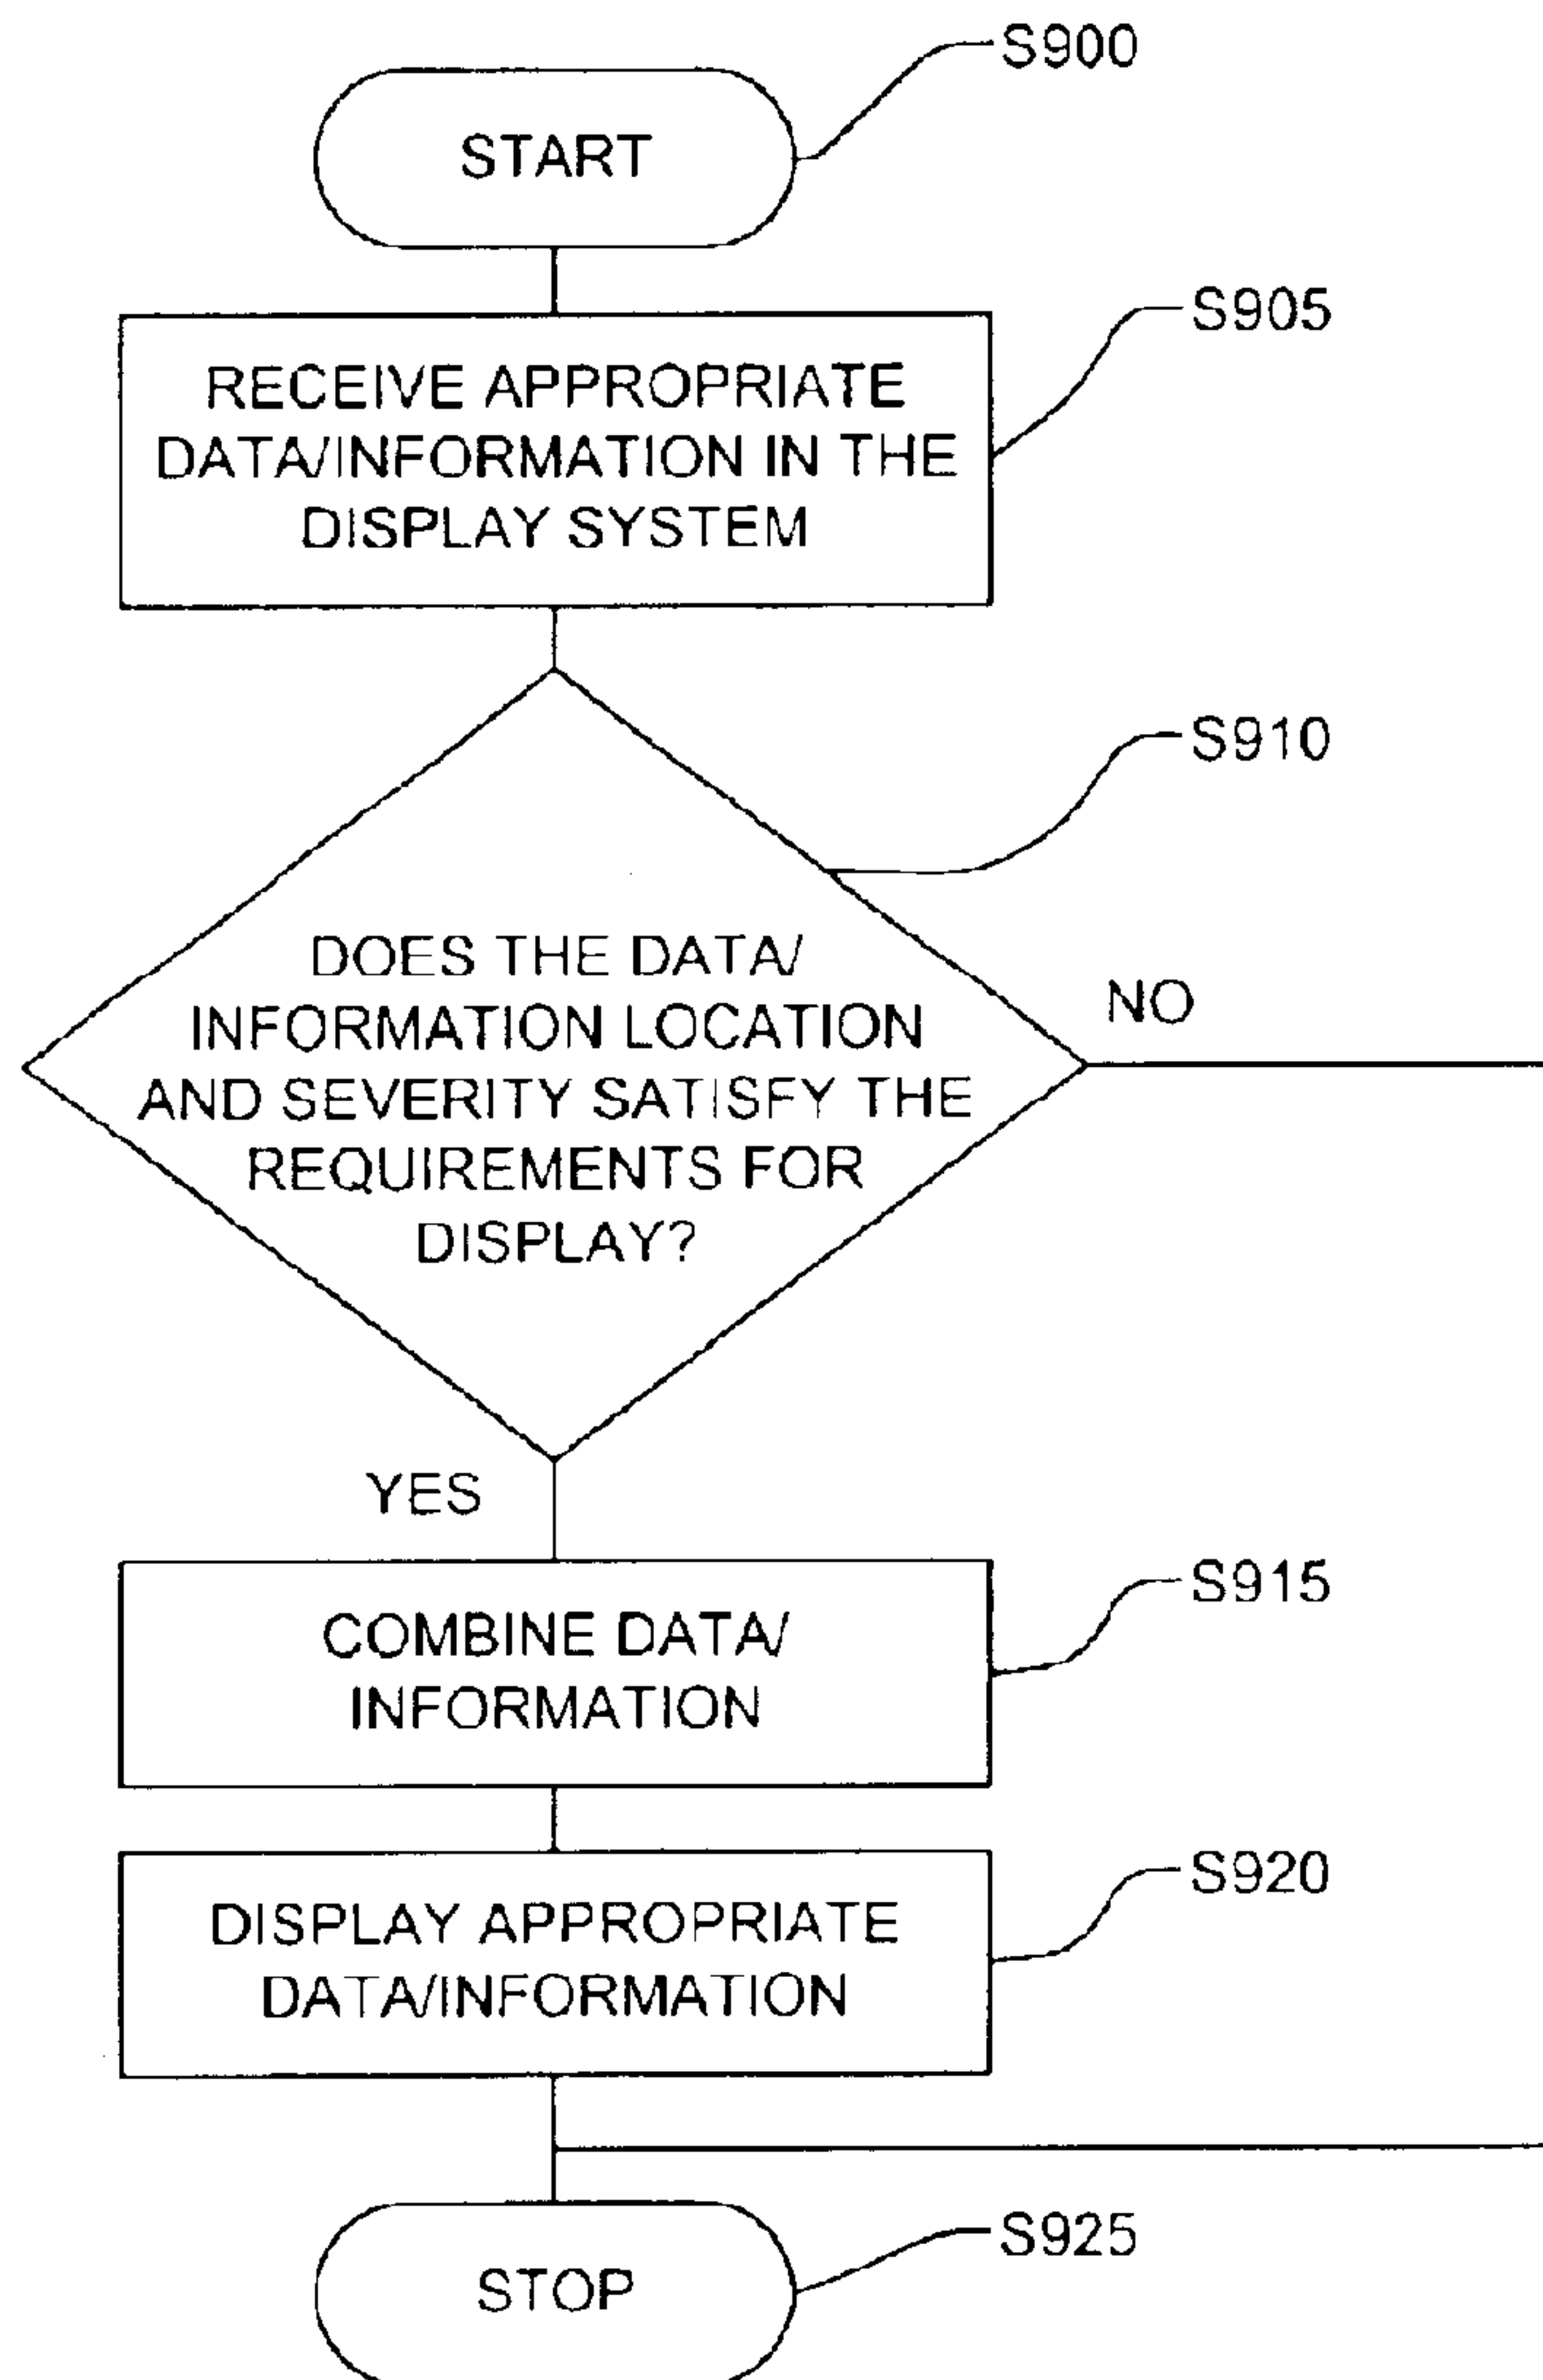 S900
START
S905
RECEIVE APPROPRIATE
DATA/INFORMATION IN THE
DISPLAY SYSTEM
S910
DOES THE DATA/
INFORMATION LOCATION
AND SEVERITY SATISFY THE
REQUIREMENTS FOR
DISPLAY?
NO
YES
S915
COMBINE DATA/
INFORMATION
S920
DISPLAY APPROPRIATE
DATA/INFORMATION
S925
STOP